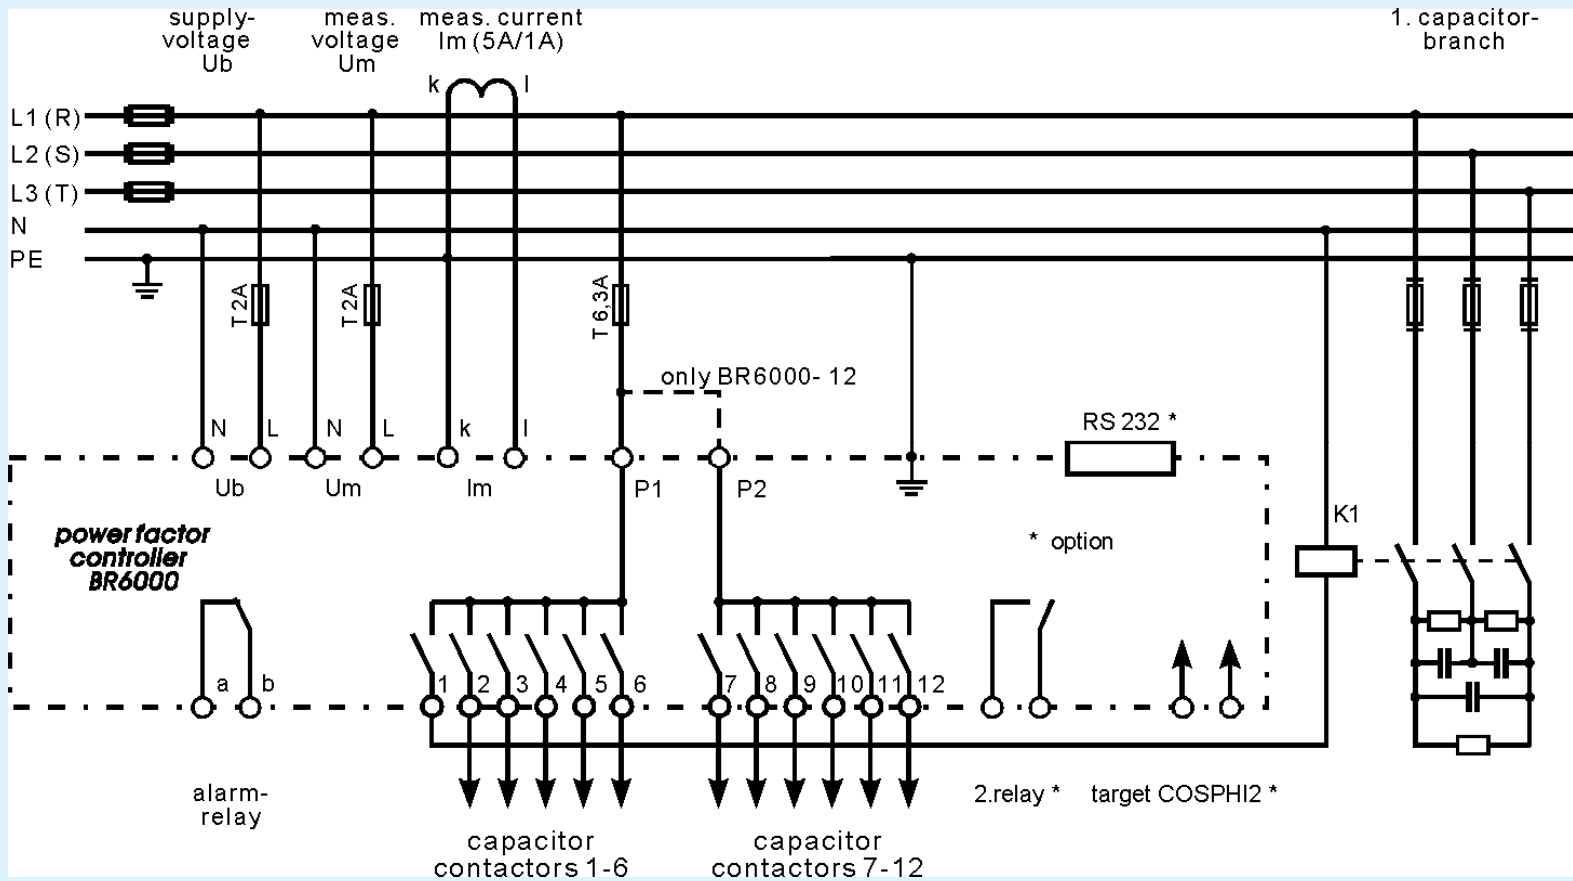 supply-
voltage
Ub
meas.
voltage
Um
meas. current
Im (5A/1A)
1. capacitor-
branch
k l
L1 (R)
L2 (S)
L3 (T)
N
PE
T 2A
T 2A
T 6,3A
only BR6000- 12
RS 232 *
N L N L k l
Ub Um Im P1 P2
K1
* option
power factor
controller
BR6000
a b
1 2 3 4 5 6 7 8 9 10 11 12
alarm-
relay
2.relay * target COSPHI2 *
capacitor
contactors 1-6
capacitor
contactors 7-12